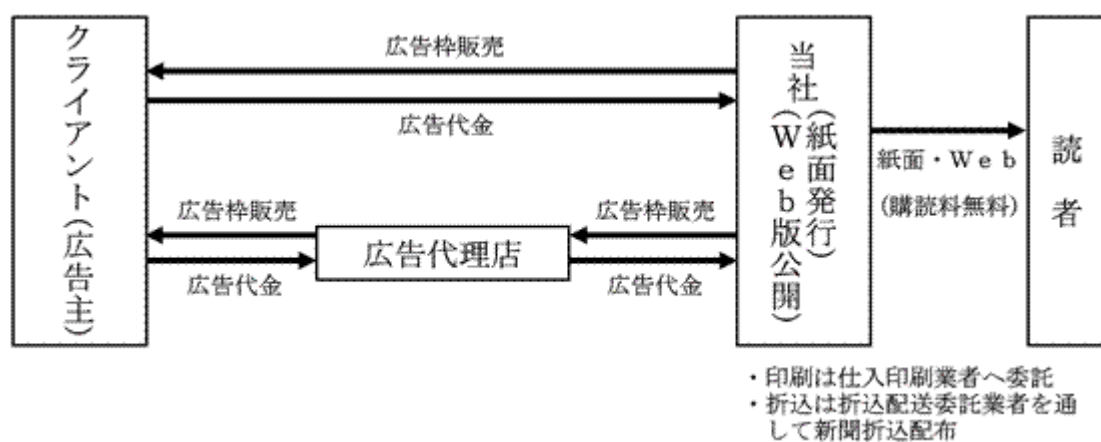 クライアント(広告主)
広告枠販売
広告代金
広告枠販売
広告代金
広告代理店
広告枠販売
広告代金
当社(紙面発行)
(Web版公開)
紙面・Web
(購読料無料)
読者
・印刷は仕入印刷業者へ委託
・折込は折込配送委託業者を通
して新聞折込配布